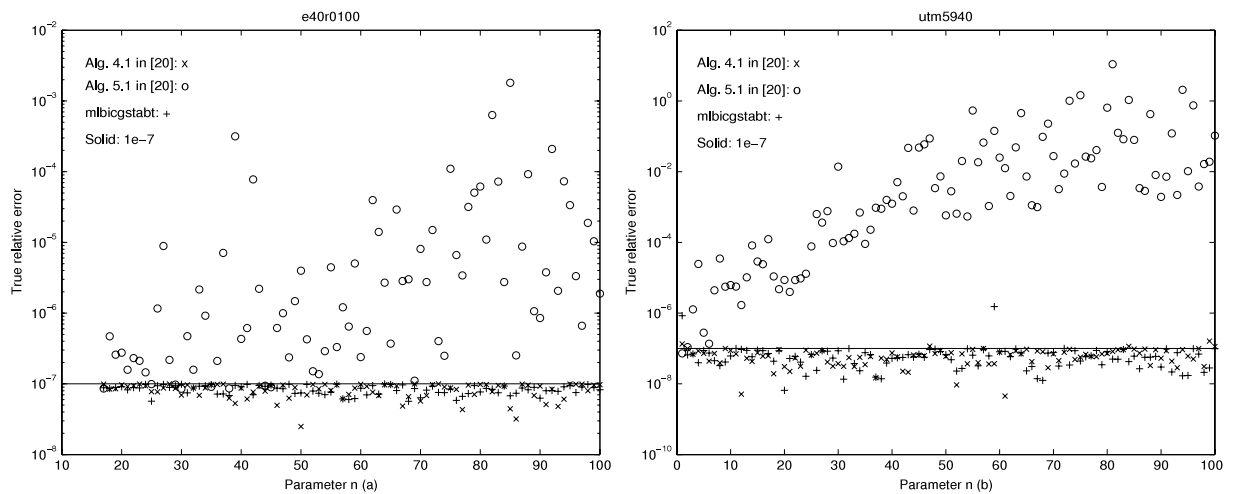 e40r0100
10^-2
10^-3
10^-4
10^-5
10^-6
10^-7
10^-8
True relative error
Alg. 4.1 in [20]: x
Alg. 5.1 in [20]: o
mlbicgstabt: +
Solid: 1e-7
10 20 30 40 50 60 70 80 90 100
Parameter n (a)
utm5940
10^2
10^0
10^-2
10^-4
10^-6
10^-8
10^-10
True relative error
Alg. 4.1 in [20]: x
Alg. 5.1 in [20]: o
mlbicgstabt: +
Solid: 1e-7
0 10 20 30 40 50 60 70 80 90 100
Parameter n (b)